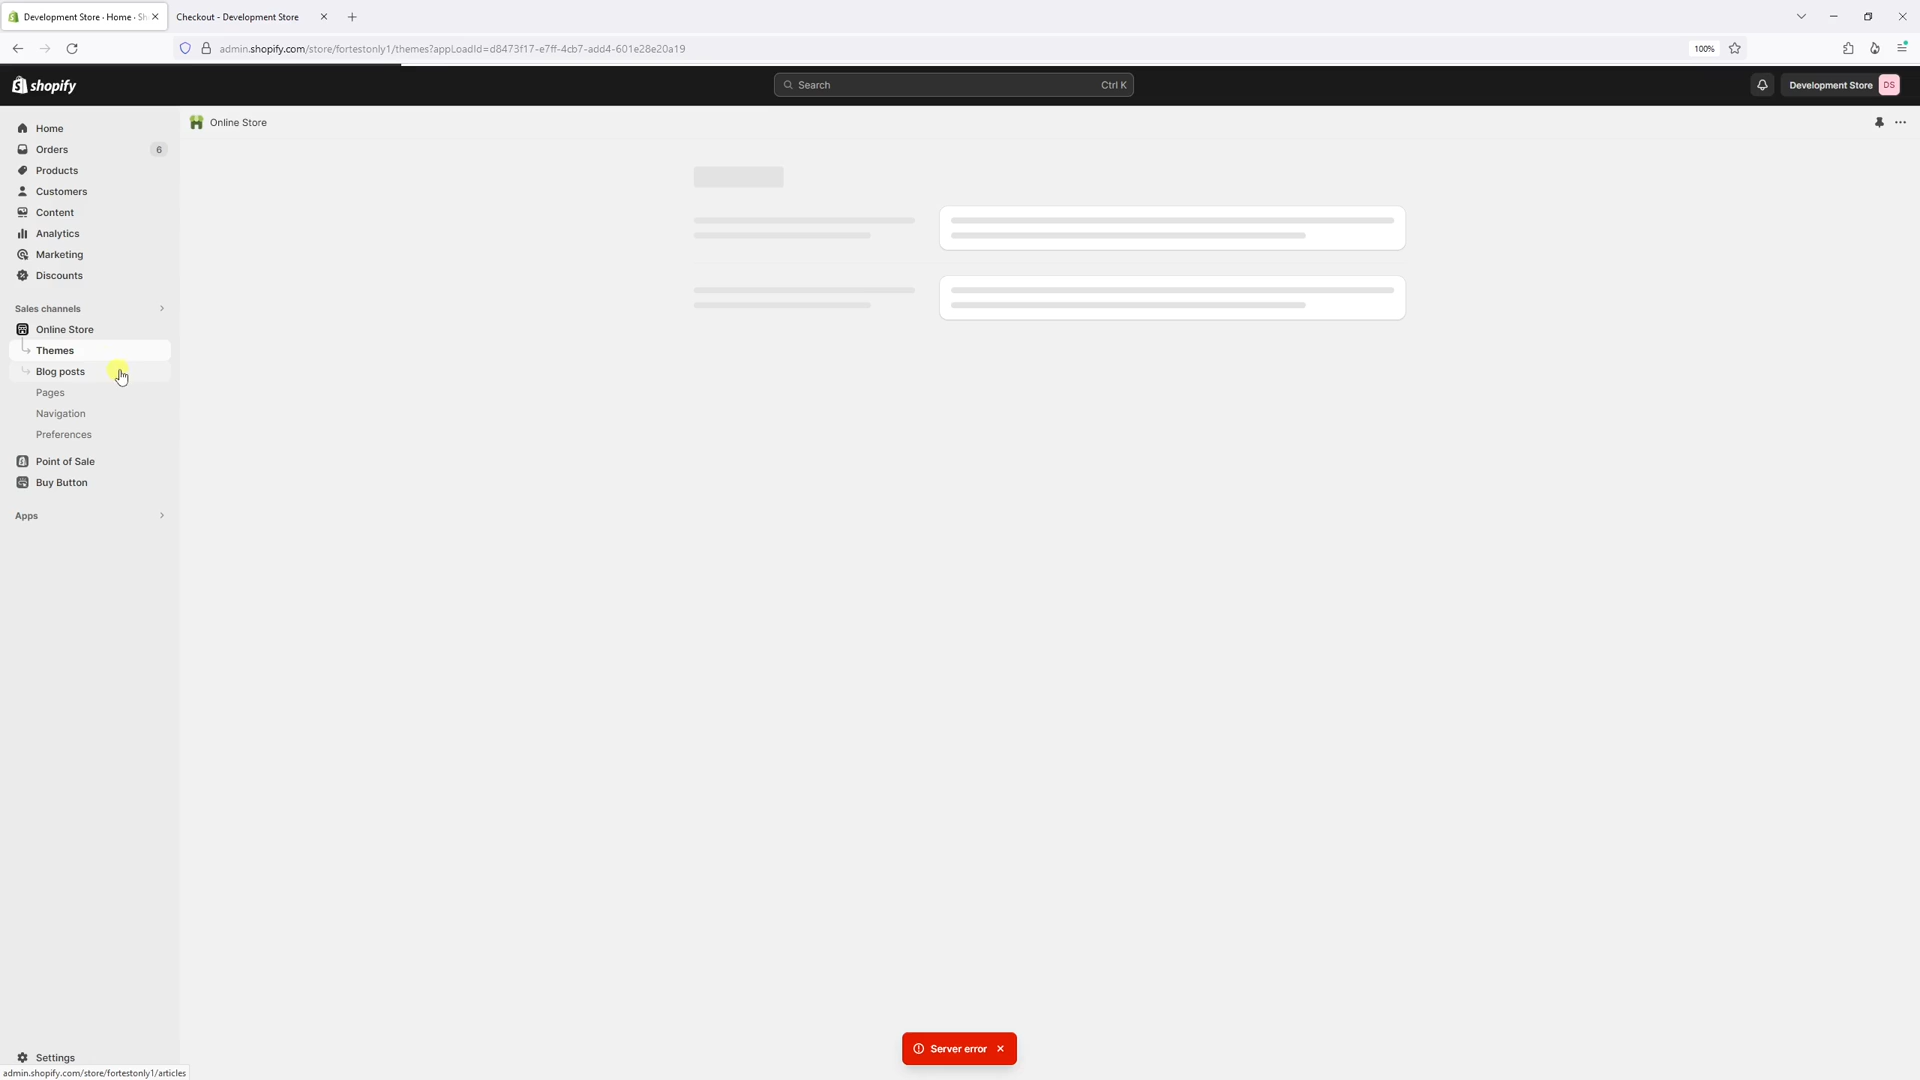 Development Store · Home · Sh
Checkout - Development Store
admin.shopify.com/store/fortestonly1/themes?appLoadId=d8473f17-e7ff-4cb7-add4-601e28e20a19
100%
shopify
Search
Ctrl K
Development Store
DS
Home
Orders
6
Products
Customers
Content
Analytics
Marketing
Discounts
Sales channels
Online Store
Themes
Blog posts
Pages
Navigation
Preferences
Point of Sale
Buy Button
Apps
Settings
Online Store
Server error
admin.shopify.com/store/fortestonly1/articles